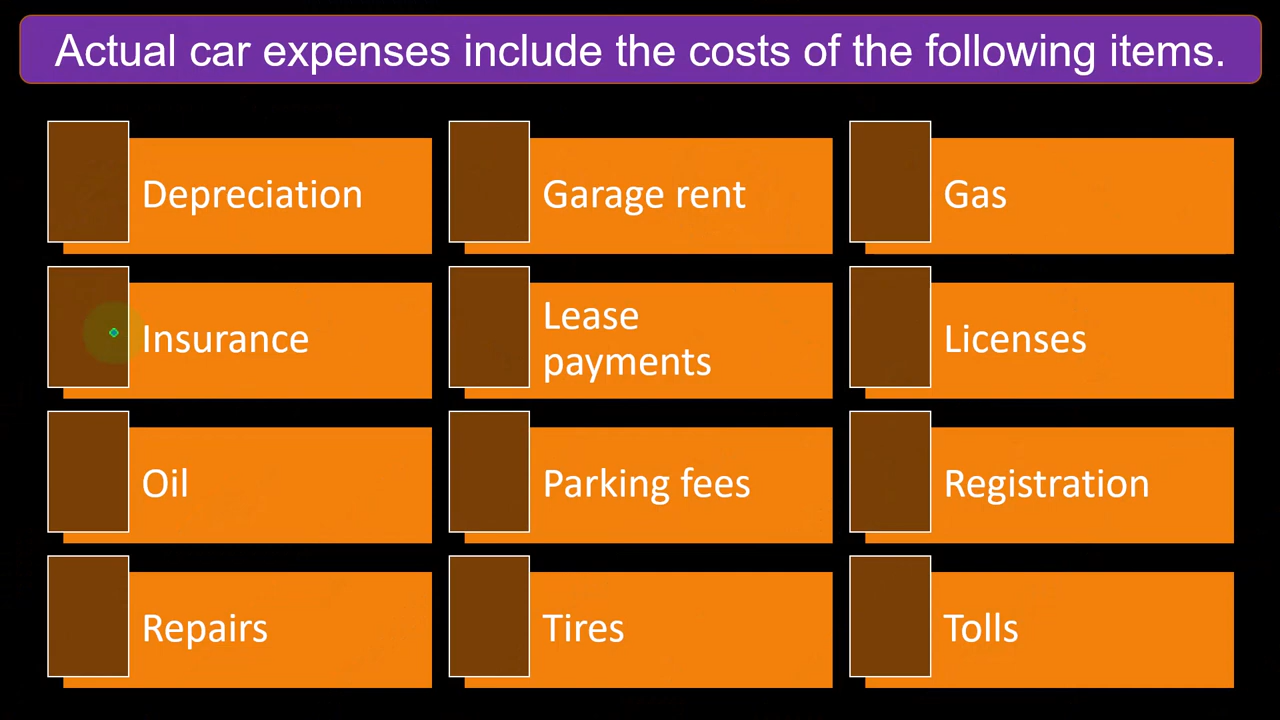 Actual car expenses include the costs of the following items.
Depreciation
Garage rent
Gas
Insurance
Lease
payments
Licenses
Oil
Parking fees
Registration
Repairs
Tires
Tolls